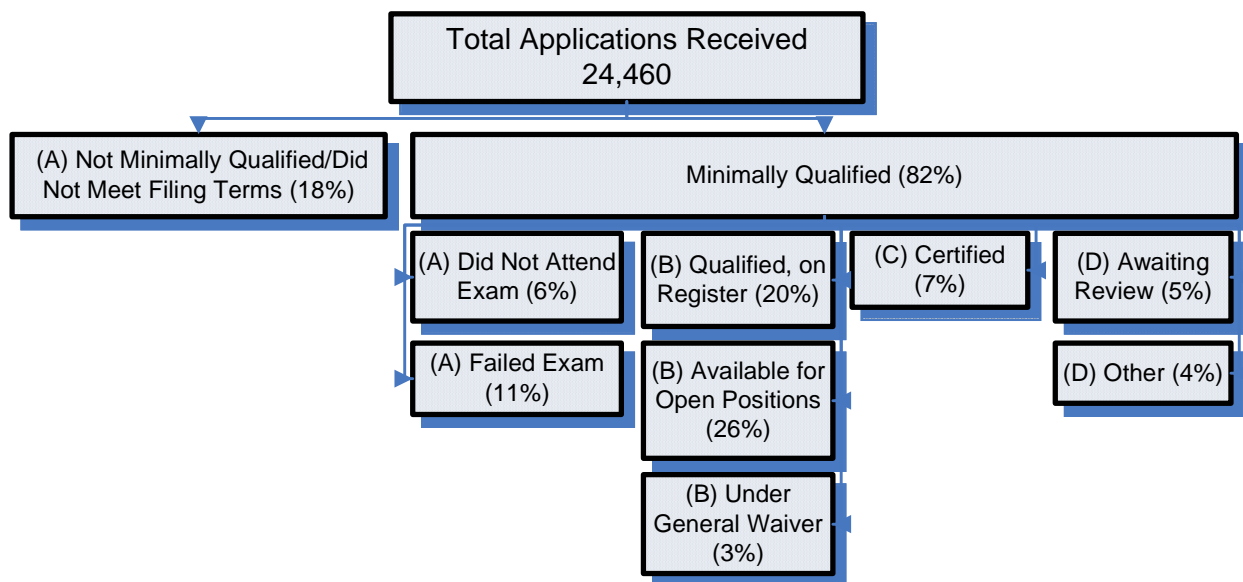 Total Applications Received
24,460
(A) Not Minimally Qualified/Did
Not Meet Filing Terms (18%)
Minimally Qualified (82%)
(A) Did Not Attend
Exam (6%)
(A) Failed Exam
(11%)
(B) Qualified, on
Register (20%)
(B) Available for
Open Positions
(26%)
(B) Under
General Waiver
(3%)
(C) Certified
(7%)
(D) Awaiting
Review (5%)
(D) Other (4%)